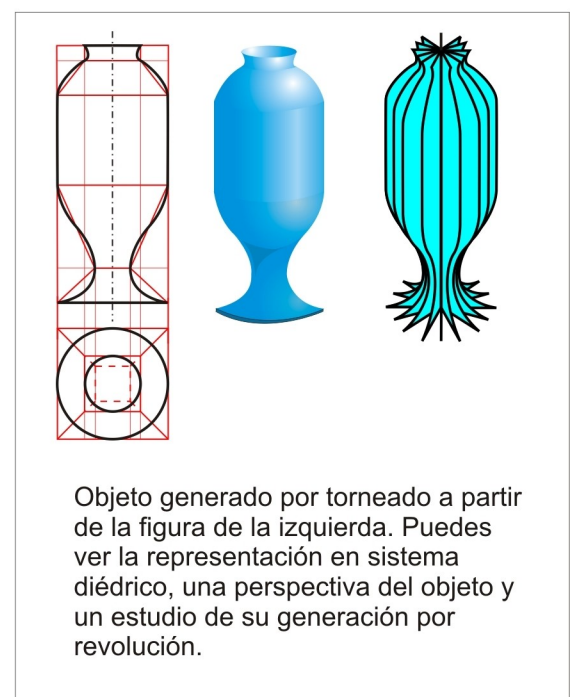 Objeto generado por torneado a partir
de la figura de la izquierda. Puedes
ver la representación en sistema
diédrico, una perspectiva del objeto y
un estudio de su generación por
revolución.